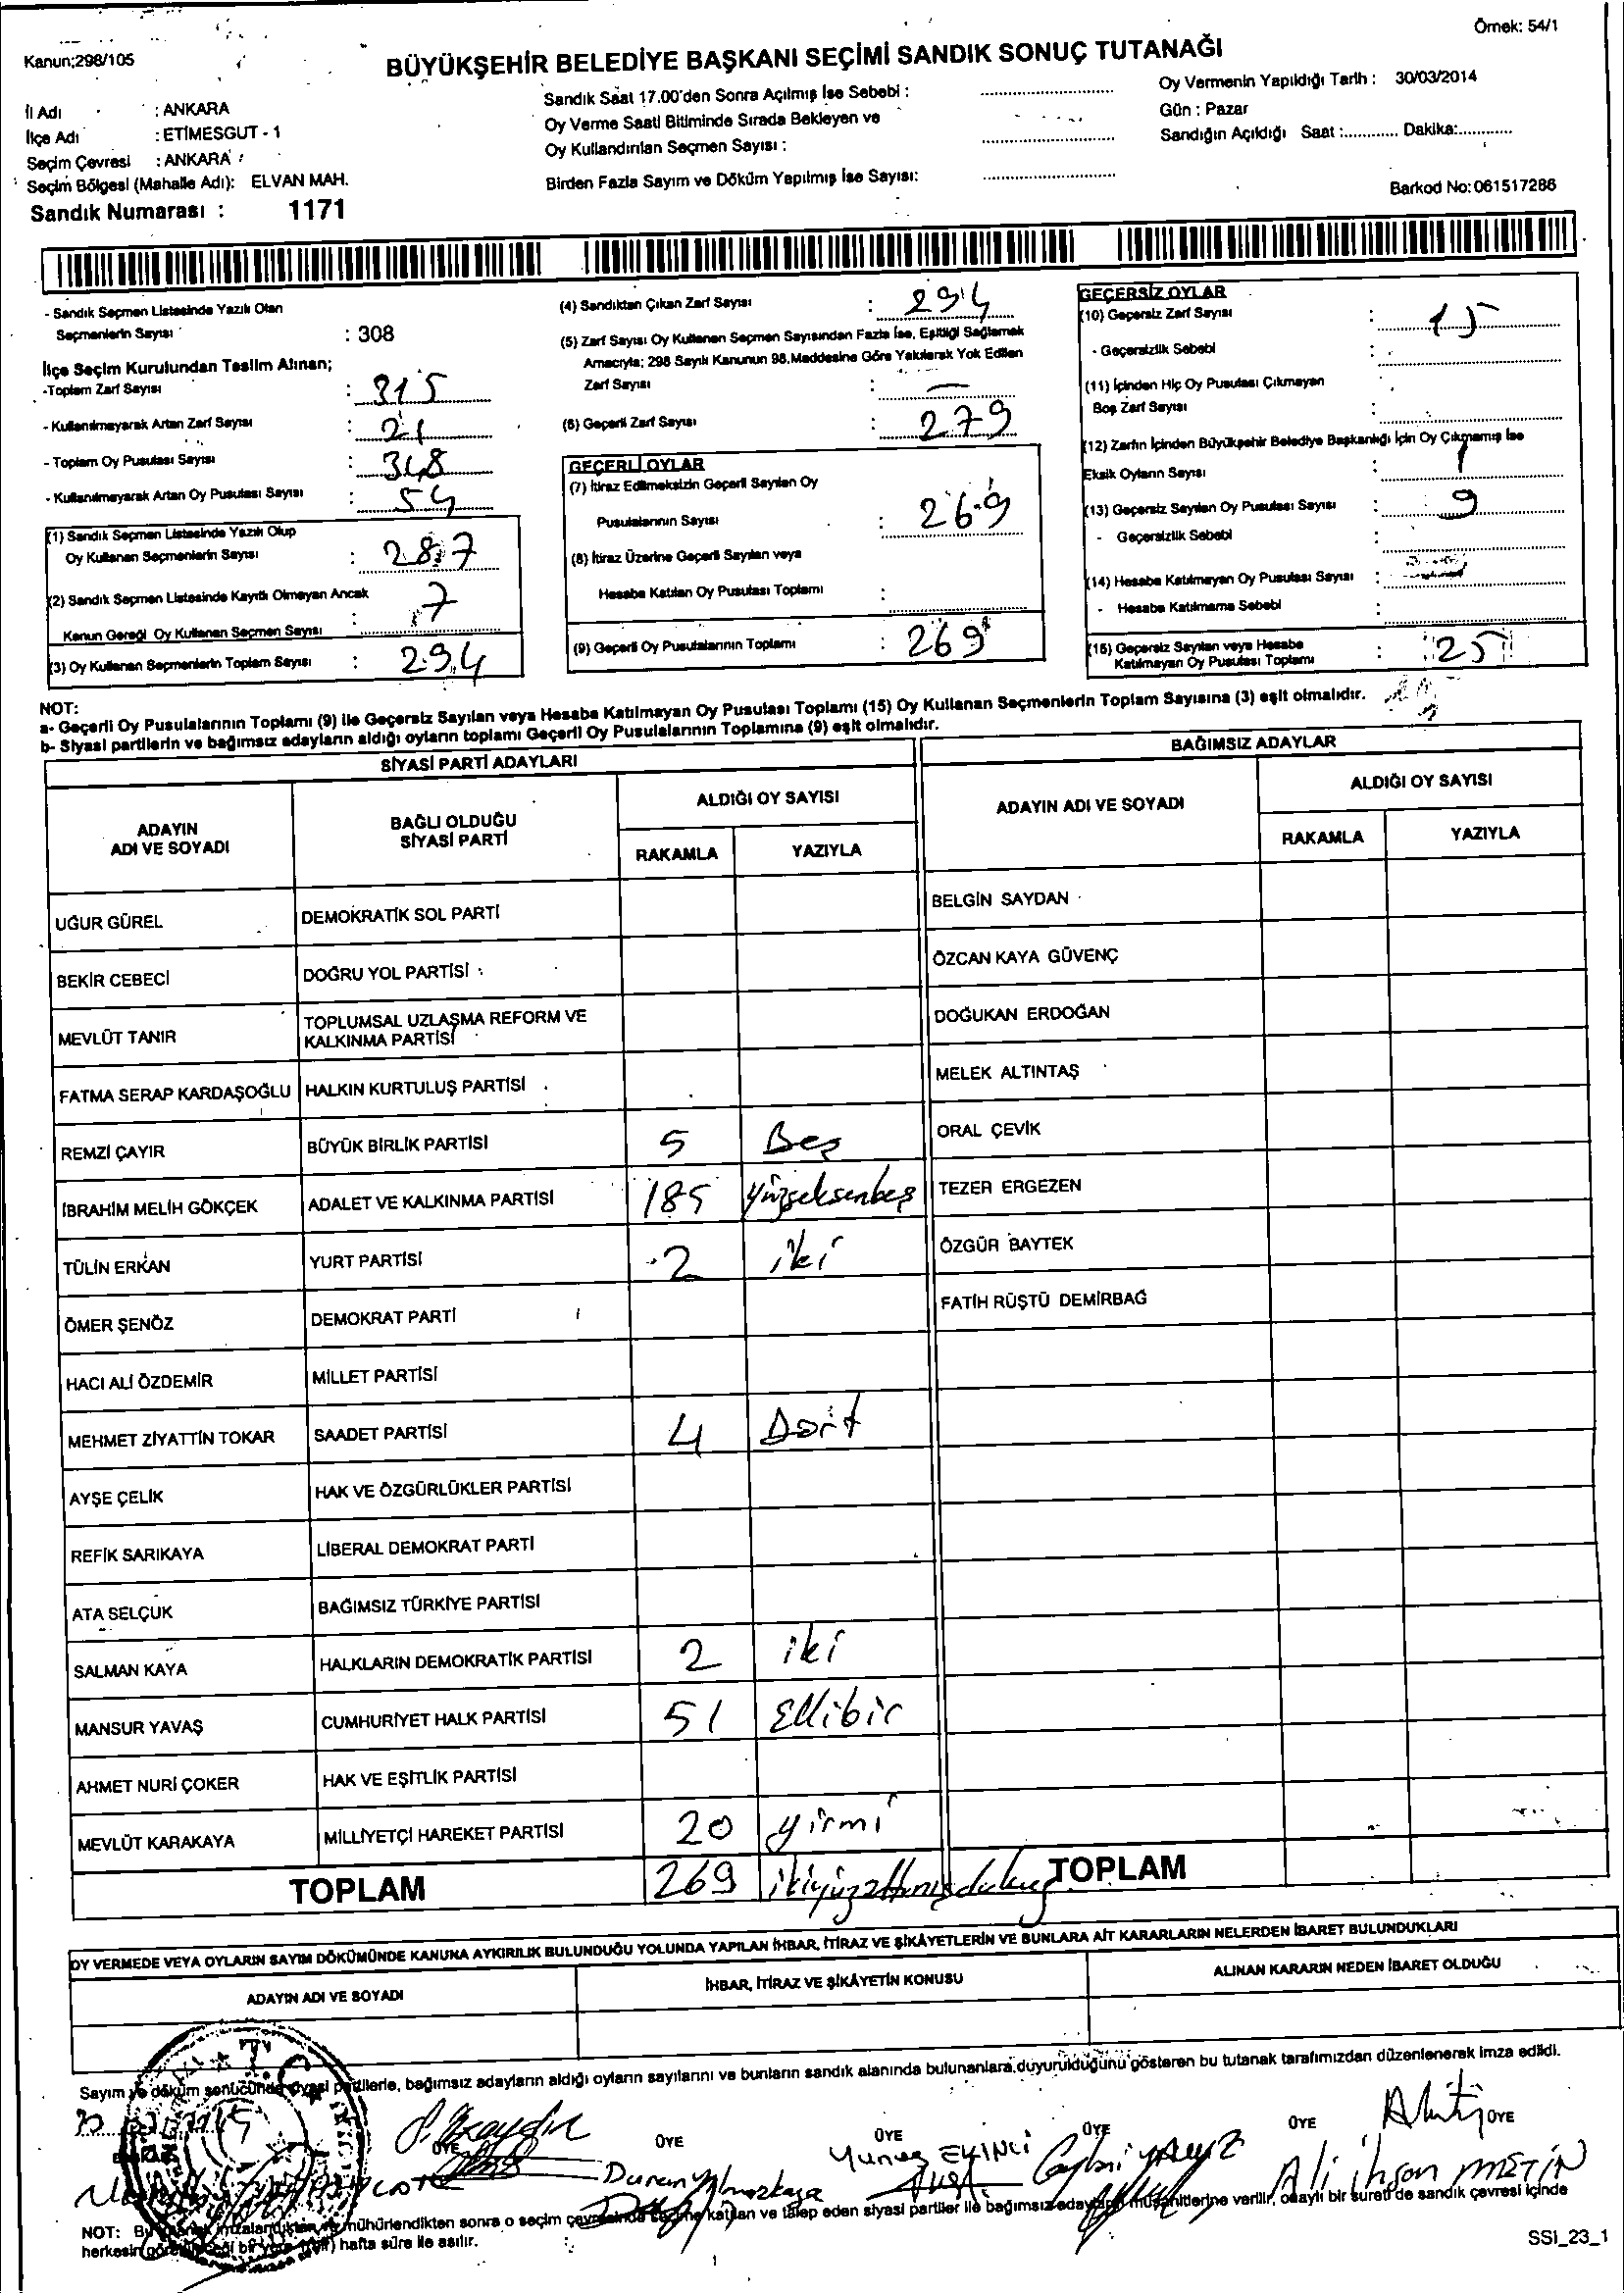 Örnek: 54/1
Kanun;298/105
BÜYÜKŞEHİR BELEDİYE BAŞKANI SEÇİMİ SANDIK SONUÇ TUTANAĞI
İl Adı : ANKARA
İlçe Adı : ETİMESGUT - 1
Seçim Çevresi : ANKARA
Seçim Bölgesi (Mahalle Adı): ELVAN MAH.
Sandık Numarası : 1171
Sandık Saat 17.00'den Sonra Açılmış İse Sebebi :
Oy Verme Saati Bitiminde Sırada Bekleyen ve
Oy Kullandırılan Seçmen Sayısı :
Birden Fazla Sayım ve Döküm Yapılmış İse Sayısı:
Oy Vermenin Yapıldığı Tarih : 30/03/2014
Gün : Pazar
Sandığın Açıldığı Saat :............ Dakika:............
Barkod No: 061517286
- Sandık Seçmen Listesinde Yazılı Olan
Seçmenlerin Sayısı : 308
İlçe Seçim Kurulundan Teslim Alınan;
-Toplam Zarf Sayısı : 315
- Kullanılmayarak Artan Zarf Sayısı : 21
- Toplam Oy Pusulası Sayısı : 348
- Kullanılmayarak Artan Oy Pusulası Sayısı : 54
(1) Sandık Seçmen Listesinde Yazılı Olup
Oy Kullanan Seçmenlerin Sayısı : 287
(2) Sandık Seçmen Listesinde Kayıtlı Olmayan Ancak
Kanun Gereği Oy Kullanan Seçmen Sayısı : 7
(3) Oy Kullanan Seçmenlerin Toplam Sayısı : 294
(4) Sandıktan Çıkan Zarf Sayısı : 294
(5) Zarf Sayısı Oy Kullanan Seçmen Sayısından Fazla İse, Eşitliği Sağlamak
Amacıyla; 298 Sayılı Kanunun 98.Maddesine Göre Yakılarak Yok Edilen
Zarf Sayısı : —
(6) Geçerli Zarf Sayısı : 279
GEÇERLİ OYLAR
(7) İtiraz Edilmeksizin Geçerli Sayılan Oy
Pusulalarının Sayısı : 269
(8) İtiraz Üzerine Geçerli Sayılan veya
Hesaba Katılan Oy Pusulası Toplamı :
(9) Geçerli Oy Pusulalarının Toplamı : 269
GEÇERSİZ OYLAR
(10) Geçersiz Zarf Sayısı : 15
- Geçersizlik Sebebi :
(11) İçinden Hiç Oy Pusulası Çıkmayan
Boş Zarf Sayısı :
(12) Zarfın İçinden Büyükşehir Belediye Başkanlığı İçin Oy Çıkmamış İse
Eksik Oyların Sayısı : 1
(13) Geçersiz Sayılan Oy Pusulası Sayısı : 9
- Geçersizlik Sebebi :
(14) Hesaba Katılmayan Oy Pusulası Sayısı :
- Hesaba Katılmama Sebebi :
(15) Geçersiz Sayılan veya Hesaba
Katılmayan Oy Pusulası Toplamı : 25
NOT:
a- Geçerli Oy Pusulalarının Toplamı (9) ile Geçersiz Sayılan veya Hesaba Katılmayan Oy Pusulası Toplamı (15) Oy Kullanan Seçmenlerin Toplam Sayısına (3) eşit olmalıdır.
b- Siyasi partilerin ve bağımsız adayların aldığı oyların toplamı Geçerli Oy Pusulalarının Toplamına (9) eşit olmalıdır.
SİYASİ PARTİ ADAYLARI
BAĞIMSIZ ADAYLAR
ADAYIN ADI VE SOYADI
BAĞLI OLDUĞU SİYASİ PARTİ
ALDIĞI OY SAYISI
RAKAMLA YAZIYLA
ADAYIN ADI VE SOYADI
ALDIĞI OY SAYISI
RAKAMLA YAZIYLA
UĞUR GÜREL DEMOKRATİK SOL PARTİ BELGİN SAYDAN
BEKİR CEBECİ DOĞRU YOL PARTİSİ ÖZCAN KAYA GÜVENÇ
MEVLÜT TANIR TOPLUMSAL UZLAŞMA REFORM VE KALKINMA PARTİSİ DOĞUKAN ERDOĞAN
FATMA SERAP KARDAŞOĞLU HALKIN KURTULUŞ PARTİSİ MELEK ALTINTAŞ
REMZİ ÇAYIR BÜYÜK BİRLİK PARTİSİ 5 Beş ORAL ÇEVİK
İBRAHİM MELİH GÖKÇEK ADALET VE KALKINMA PARTİSİ 185 yüzseksenbeş TEZER ERGEZEN
TÜLİN ERKAN YURT PARTİSİ 2 iki ÖZGÜR BAYTEK
ÖMER ŞENÖZ DEMOKRAT PARTİ FATİH RÜŞTÜ DEMİRBAĞ
HACI ALİ ÖZDEMİR MİLLET PARTİSİ
MEHMET ZİYATTİN TOKAR SAADET PARTİSİ 4 Dört
AYŞE ÇELİK HAK VE ÖZGÜRLÜKLER PARTİSİ
REFİK SARIKAYA LİBERAL DEMOKRAT PARTİ
ATA SELÇUK BAĞIMSIZ TÜRKİYE PARTİSİ
SALMAN KAYA HALKLARIN DEMOKRATİK PARTİSİ 2 iki
MANSUR YAVAŞ CUMHURİYET HALK PARTİSİ 51 Ellibir
AHMET NURİ ÇOKER HAK VE EŞİTLİK PARTİSİ
MEVLÜT KARAKAYA MİLLİYETÇİ HAREKET PARTİSİ 20 yirmi
TOPLAM 269 ikiyüzaltmışdokuz TOPLAM
OY VERMEDE VEYA OYLARIN SAYIM DÖKÜMÜNDE KANUNA AYKIRILIK BULUNDUĞU YOLUNDA YAPILAN İHBAR, İTİRAZ VE ŞİKÂYETLERİN VE BUNLARA AİT KARARLARIN NELERDEN İBARET BULUNDUKLARI
ADAYIN ADI VE SOYADI İHBAR, İTİRAZ VE ŞİKÂYETİN KONUSU ALINAN KARARIN NEDEN İBARET OLDUĞU
T.C.
Sayım ve döküm sonucunda siyasi partilerle, bağımsız adayların aldığı oyların sayılarını ve bunların sandık alanında bulunanlara duyurulduğunu gösteren bu tutanak tarafımızdan düzenlenerek imza edildi.
ÜYE ÜYE ÜYE ÜYE ÜYE ÜYE
Yunus EKİNCİ
Duran Yılmazkaya
Ali ihsan METİN
NOT: Bu tutanak imzalandıktan ve mühürlendikten sonra o seçim çevresinde seçime katılan ve talep eden siyasi partiler ile bağımsız adayların müşahitlerine verilir, onaylı bir sureti de sandık çevresi içinde
herkesin görebileceği bir yere (bir) hafta süre ile asılır.
SSI_23_1